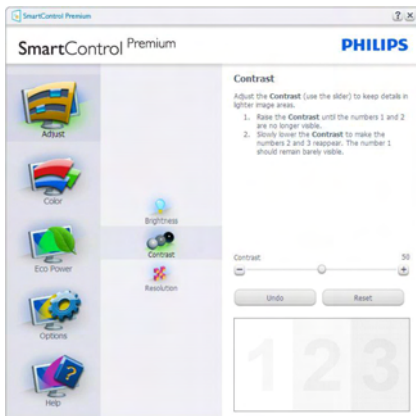 SmartControl Premium
SmartControl Premium
PHILIPS
Adjust
Color
Eco Power
Options
Help
Brightness
Contrast
Resolution
Contrast
Adjust the Contrast (use the slider) to keep details in
lighter image areas.
1. Raise the Contrast until the numbers 1 and 2
are no longer visible.
2. Slowly lower the Contrast to make the
numbers 2 and 3 reappear. The number 1
should remain barely visible.
Contrast 50
Undo Reset
1 2 3